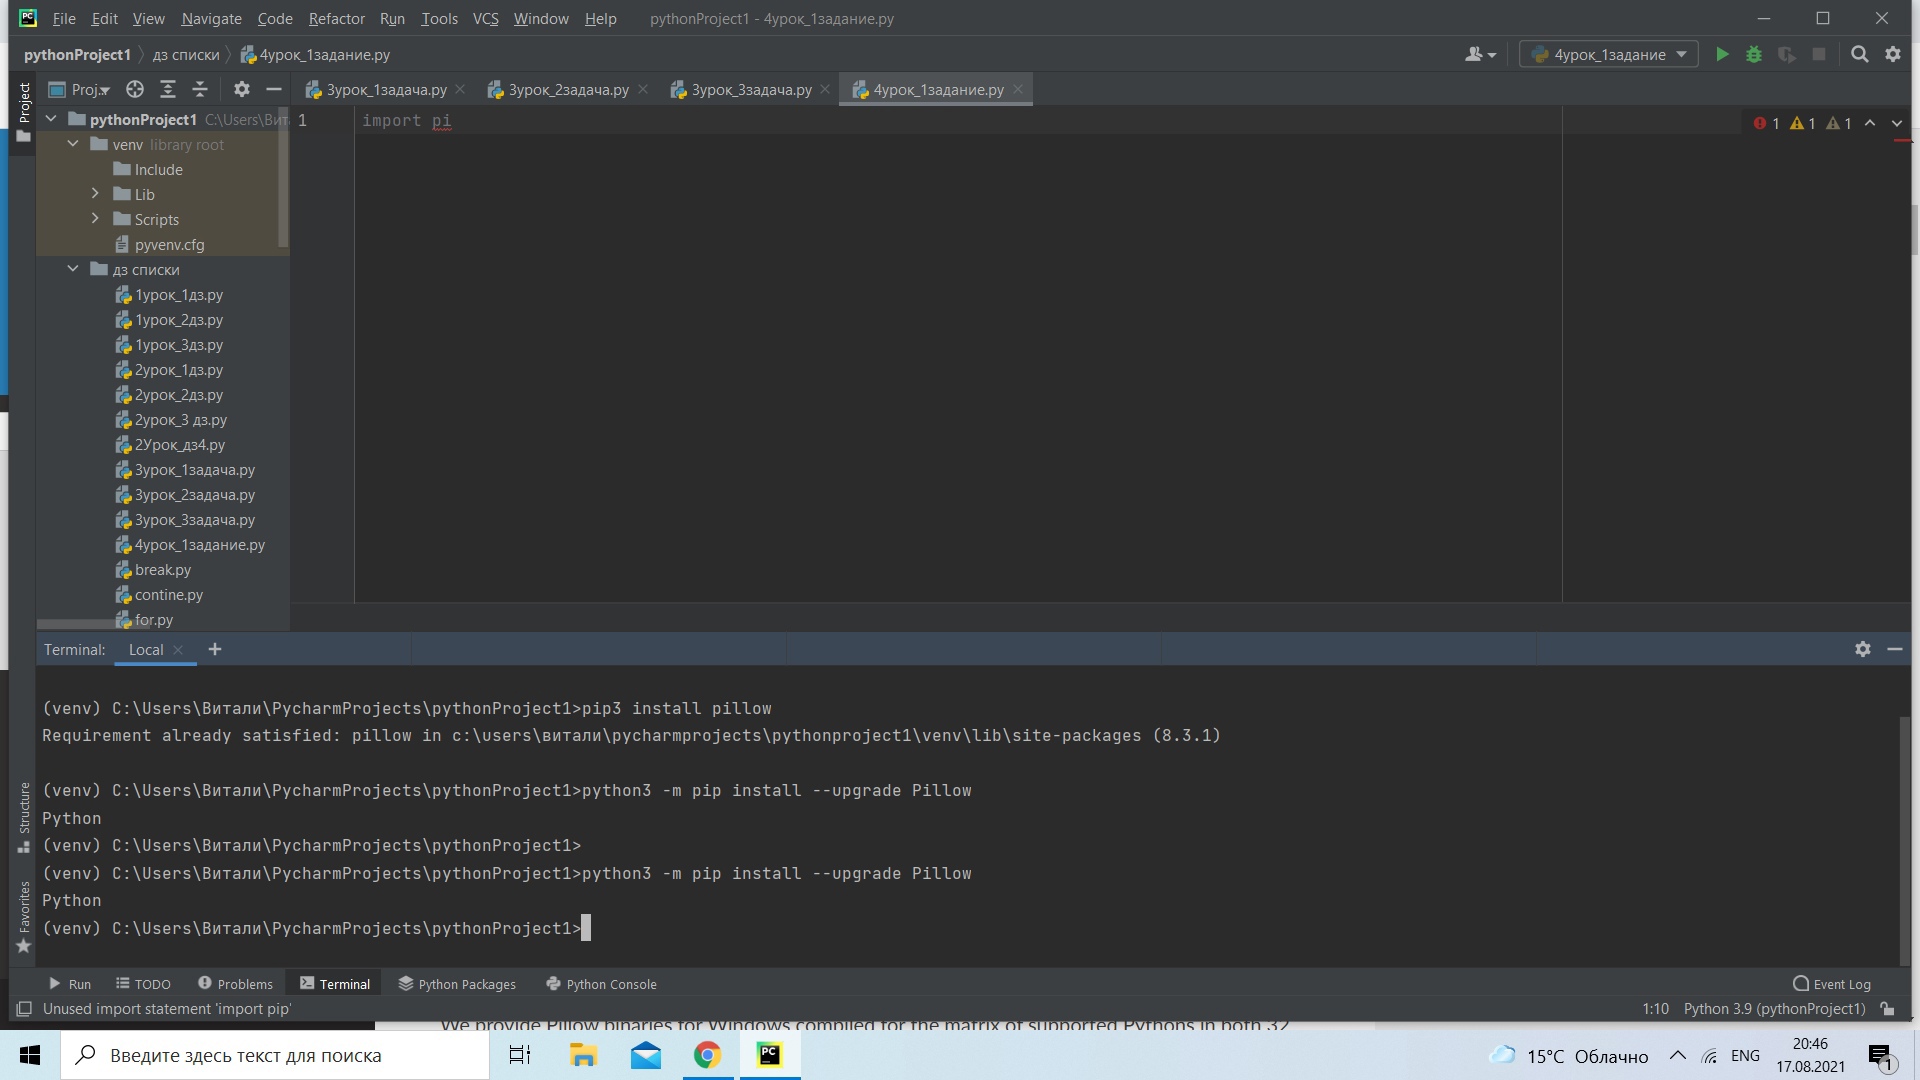 File Edit View Navigate Code Refactor Run Tools VCS Window Help pythonProject1 - 4урок_1задание.py
pythonProject1 дз списки 4урок_1задание.py 4урок_1задание
Project
Proj.. 3урок_1задача.py 3урок_2задача.py 3урок_3задача.py 4урок_1задание.py
pythonProject1 C:\Users\Вит
1 import pi
1 1 1
venv library root
Include
Lib
Scripts
pyvenv.cfg
дз списки
1урок_1дз.py
1урок_2дз.py
1урок_3дз.py
2урок_1дз.py
2урок_2дз.py
2урок_3 дз.py
2Урок_дз4.py
3урок_1задача.py
3урок_2задача.py
3урок_3задача.py
4урок_1задание.py
break.py
contine.py
for.py
Terminal: Local
(venv) C:\Users\Витали\PycharmProjects\pythonProject1>pip3 install pillow
Requirement already satisfied: pillow in c:\users\витали\pycharmprojects\pythonproject1\venv\lib\site-packages (8.3.1)
(venv) C:\Users\Витали\PycharmProjects\pythonProject1>python3 -m pip install --upgrade Pillow
Python
(venv) C:\Users\Витали\PycharmProjects\pythonProject1>
(venv) C:\Users\Витали\PycharmProjects\pythonProject1>python3 -m pip install --upgrade Pillow
Python
(venv) C:\Users\Витали\PycharmProjects\pythonProject1>
Structure
Favorites
Run TODO Problems Terminal Python Packages Python Console Event Log
Unused import statement 'import pip' 1:10 Python 3.9 (pythonProject1)
We provide Pillow binaries for Windows compiled for the matrix of supported Pythons in both 32
Введите здесь текст для поиска
15°C Облачно ENG
20:46
17.08.2021
1